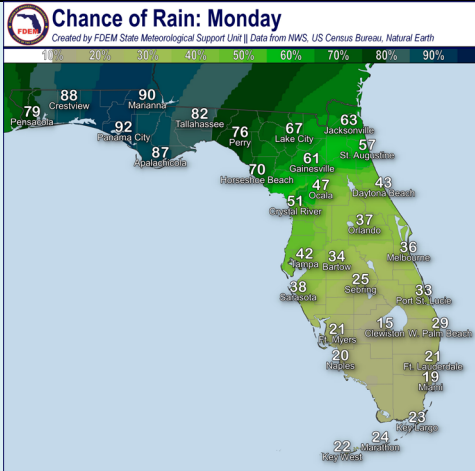 FDEM
Chance of Rain: Monday
Created by FDEM State Meteorological Support Unit || Data from NWS, US Census Bureau, Natural Earth
10% 20% 30% 40% 50% 60% 70% 80% 90%
79
Pensacola
88
Crestview
90
Marianna
92
Panama City
82
Tallahassee
87
Apalachicola
76
Perry
67
Lake City
63
Jacksonville
57
St. Augustine
61
Gainesville
70
Horseshoe Beach
47
Ocala
43
Daytona Beach
51
Crystal River
37
Orlando
36
Melbourne
42
Tampa
34
Bartow
25
Sebring
38
Sarasota
33
Port St. Lucie
21
Ft. Myers
15
Clewiston
29
W. Palm Beach
20
Naples
21
Ft. Lauderdale
19
Miami
23
Key Largo
24
Marathon
22
Key West